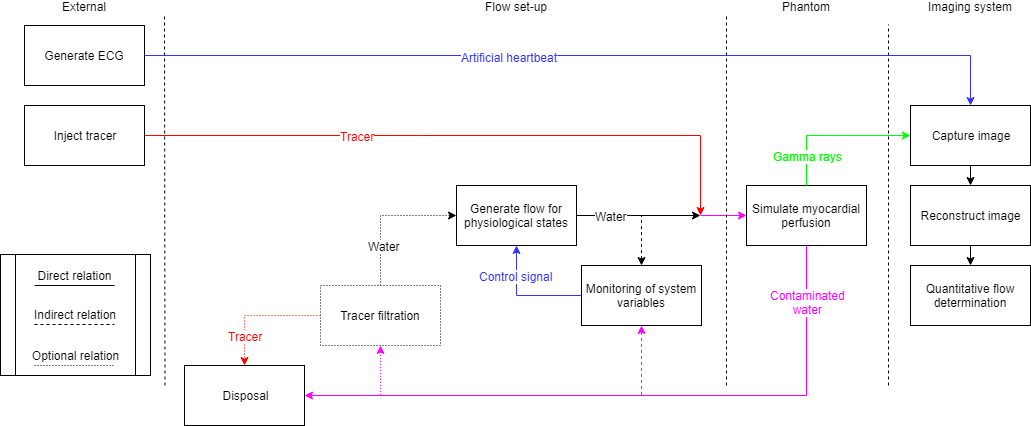 External
Flow set-up
Phantom
Imaging system
Generate ECG
Artificial heartbeat
Inject tracer
Tracer
Capture image
Gamma rays
Generate flow for
physiological states
Water
Simulate myocardial
perfusion
Reconstruct image
Water
Direct relation
Indirect relation
Optional relation
Control signal
Monitoring of system
variables
Contaminated
water
Quantitative flow
determination
Tracer filtration
Tracer
Disposal